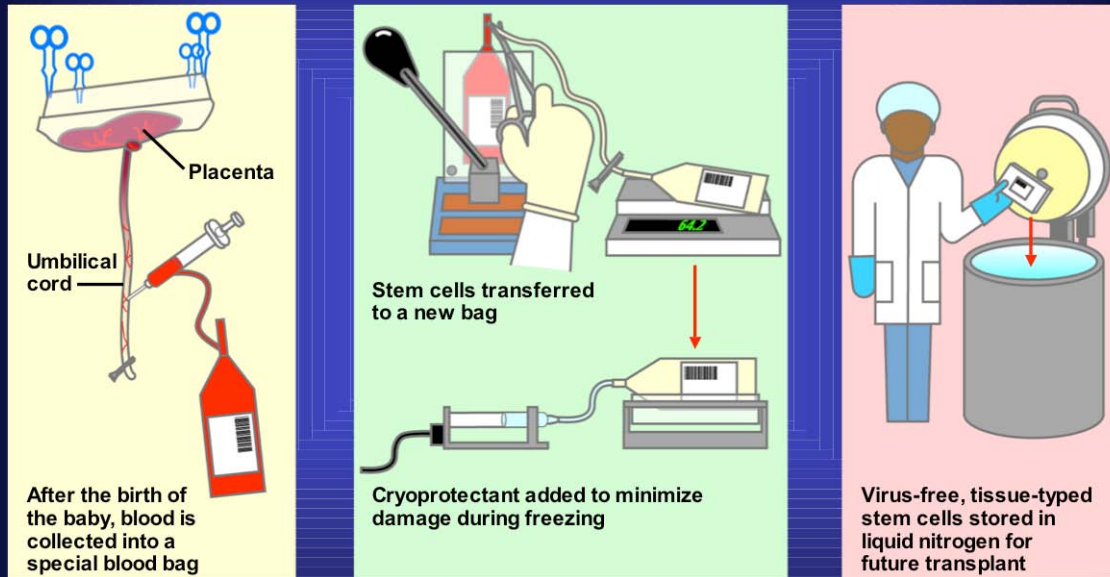 Placenta
Umbilical
cord
After the birth of
the baby, blood is
collected into a
special blood bag
64.2
Stem cells transferred
to a new bag
Cryoprotectant added to minimize
damage during freezing
Virus-free, tissue-typed
stem cells stored in
liquid nitrogen for
future transplant